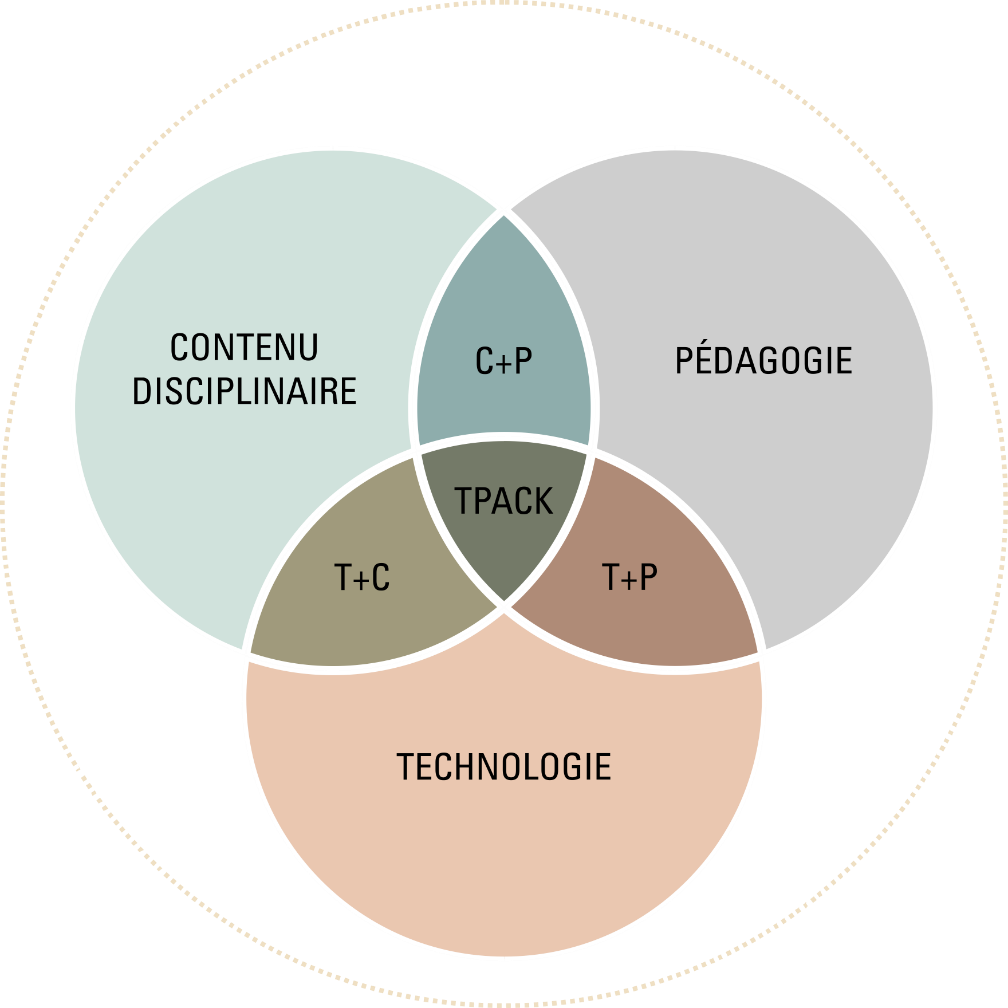 CONTENU
DISCIPLINAIRE
C+P
PÉDAGOGIE
TPACK
T+C
T+P
TECHNOLOGIE